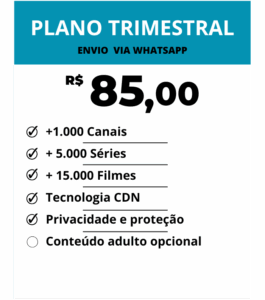 PLANO TRIMESTRAL
ENVIO VIA WHATSAPP
R$ 85,00
+1.000 Canais
+ 5.000 Séries
+ 15.000 Filmes
Tecnologia CDN
Privacidade e proteção
Conteúdo adulto opcional